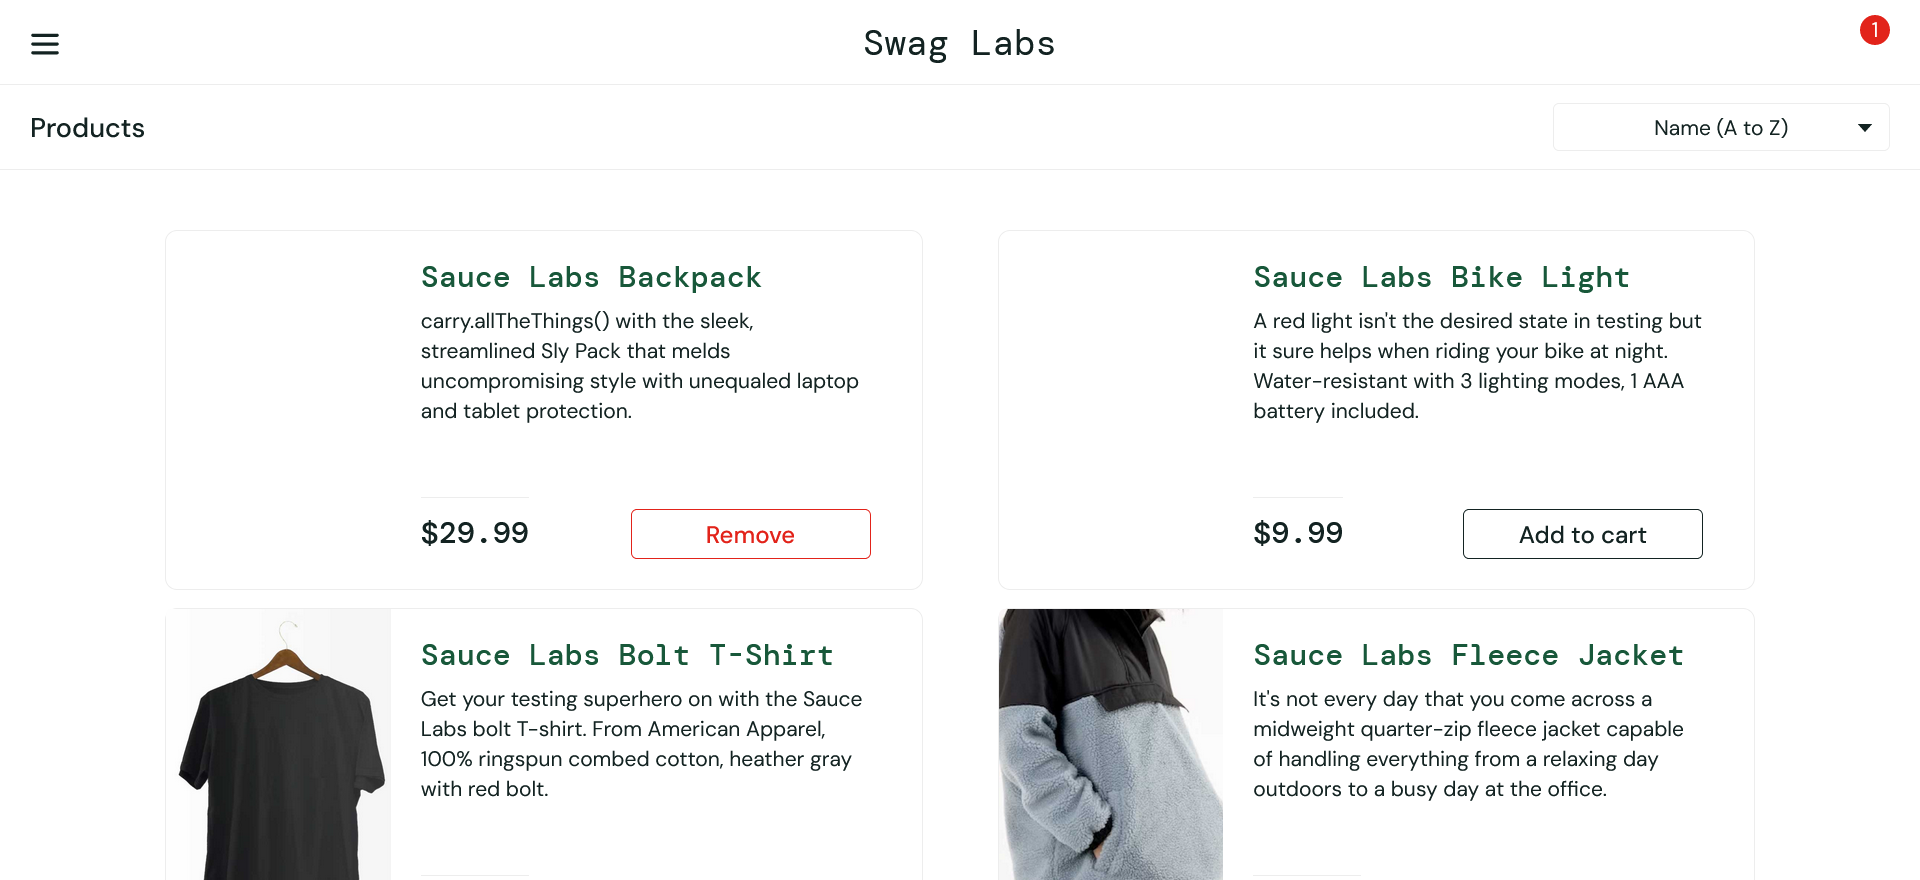 Swag Labs
1
Products
Name (A to Z)
Sauce Labs Backpack
carry.allTheThings() with the sleek,
streamlined Sly Pack that melds
uncompromising style with unequaled laptop
and tablet protection.
$29.99
Remove
Sauce Labs Bike Light
A red light isn't the desired state in testing but
it sure helps when riding your bike at night.
Water-resistant with 3 lighting modes, 1 AAA
battery included.
$9.99
Add to cart
Sauce Labs Bolt T-Shirt
Get your testing superhero on with the Sauce
Labs bolt T-shirt. From American Apparel,
100% ringspun combed cotton, heather gray
with red bolt.
Sauce Labs Fleece Jacket
It's not every day that you come across a
midweight quarter-zip fleece jacket capable
of handling everything from a relaxing day
outdoors to a busy day at the office.